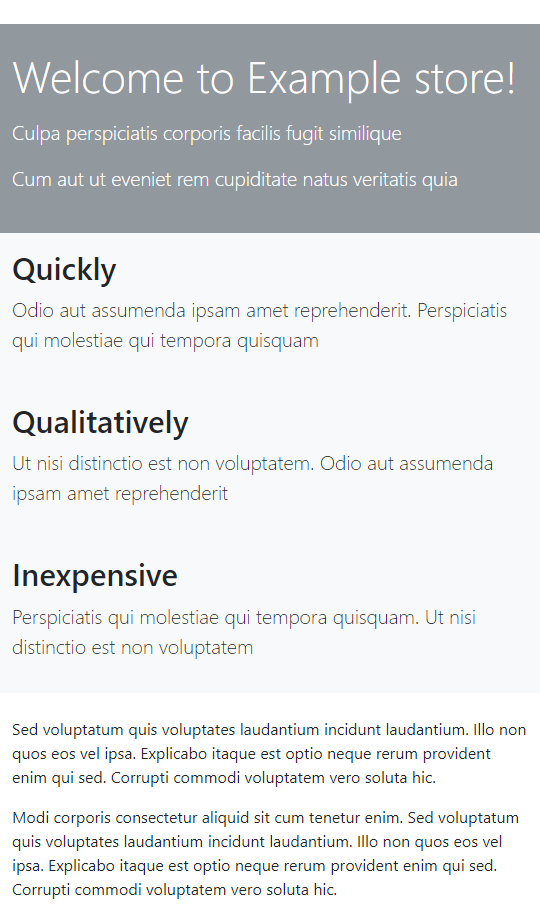 Welcome to Example store!
Culpa perspiciatis corporis facilis fugit similique
Cum aut ut eveniet rem cupiditate natus veritatis quia
Quickly
Odio aut assumenda ipsam amet reprehenderit. Perspiciatis
qui molestiae qui tempora quisquam
Qualitatively
Ut nisi distinctio est non voluptatem. Odio aut assumenda
ipsam amet reprehenderit
Inexpensive
Perspiciatis qui molestiae qui tempora quisquam. Ut nisi
distinctio est non voluptatem
Sed voluptatum quis voluptates laudantium incidunt laudantium. Illo non
quos eos vel ipsa. Explicabo itaque est optio neque rerum provident
enim qui sed. Corrupti commodi voluptatem vero soluta hic.
Modi corporis consectetur aliquid sit cum tenetur enim. Sed voluptatum
quis voluptates laudantium incidunt laudantium. Illo non quos eos vel
ipsa. Explicabo itaque est optio neque rerum provident enim qui sed.
Corrupti commodi voluptatem vero soluta hic.